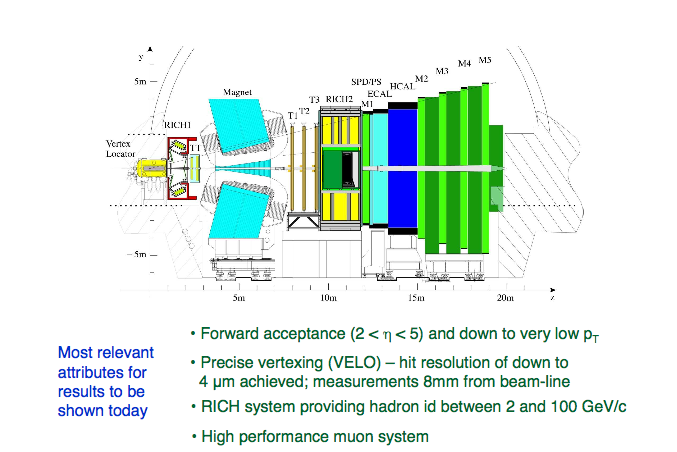 y
5m
Magnet
SPD/PS
ECAL
HCAL
M1
M2
M3
M4
M5
T1
T2
T3
RICH2
RICH1
Vertex
Locator
– 5m
5m
10m
15m
20m
z
Most relevant
attributes for
results to be
shown today
• Forward acceptance (2 < η < 5) and down to very low pT
• Precise vertexing (VELO) – hit resolution of down to
4 μm achieved; measurements 8mm from beam-line
• RICH system providing hadron id between 2 and 100 GeV/c
• High performance muon system